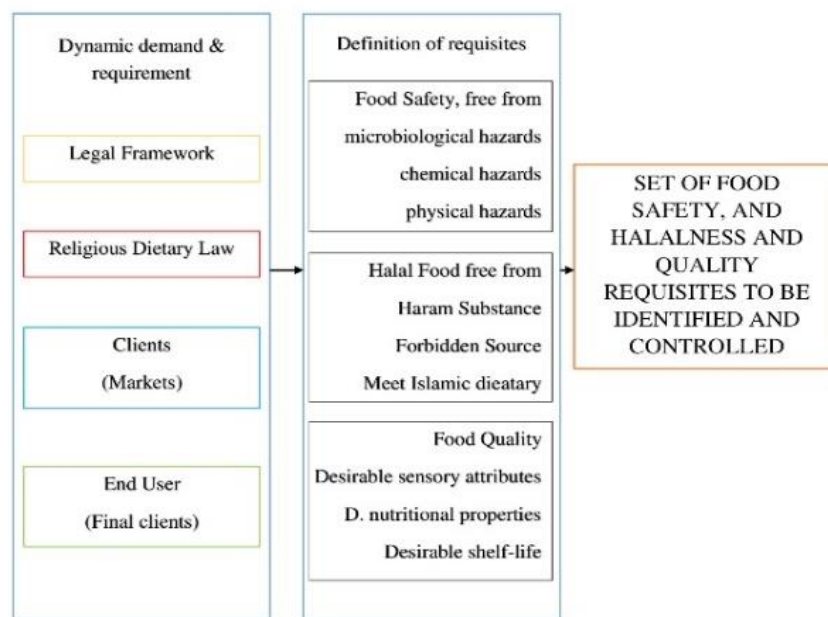 Dynamic demand &
requirement
Legal Framework
Religious Dietary Law
Clients
(Markets)
End User
(Final clients)
Definition of requisites
Food Safety, free from
microbiological hazards
chemical hazards
physical hazards
Halal Food free from
Haram Substance
Forbidden Source
Meet Islamic dieatary
Food Quality
Desirable sensory attributes
D. nutritional properties
Desirable shelf-life
SET OF FOOD
SAFETY, AND
HALALNESS AND
QUALITY
REQUISITES TO BE
IDENTIFIED AND
CONTROLLED